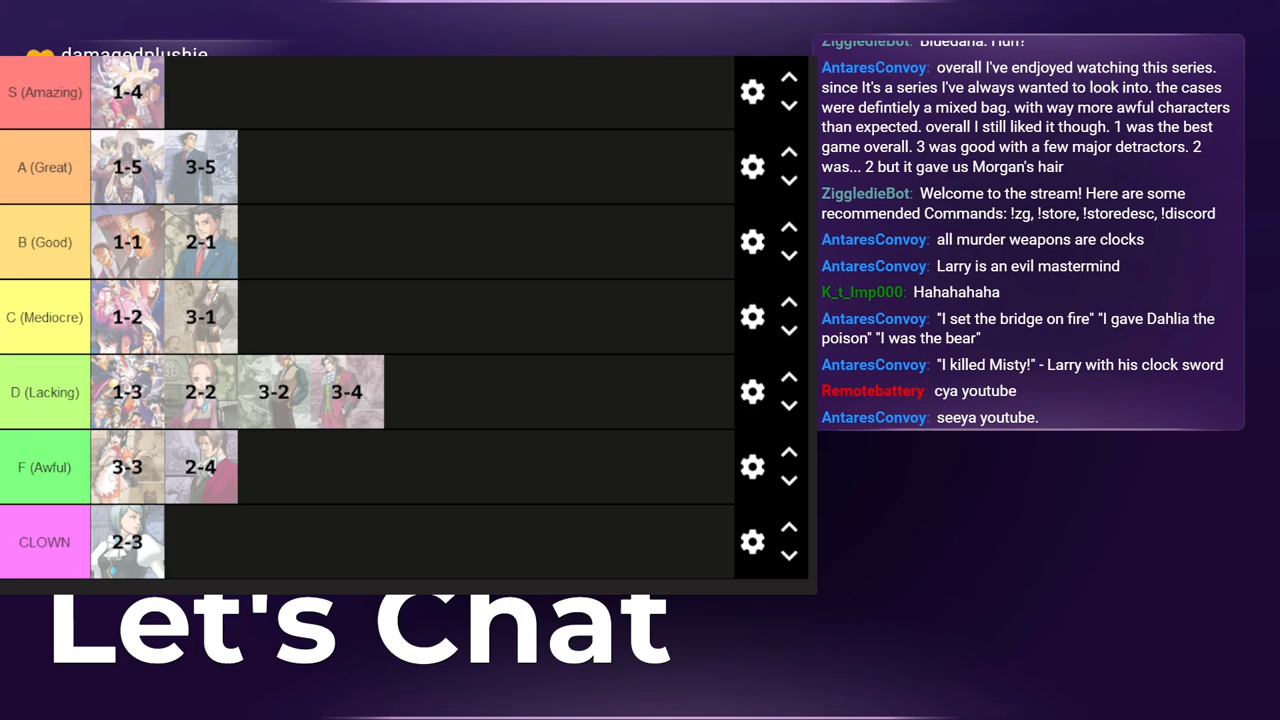 damagedplushie
S (Amazing)
1-4
A (Great)
1-5
3-5
B (Good)
1-1
2-1
C (Mediocre)
1-2
3-1
D (Lacking)
1-3
2-2
3-2
3-4
F (Awful)
3-3
2-4
CLOWN
2-3
Let's Chat
ZiggledieBot: Bluedana. Huh?
AntaresConvoy: overall I've endjoyed watching this series.
since It's a series I've always wanted to look into. the cases
were defintiely a mixed bag. with way more awful characters
than expected. overall I still liked it though. 1 was the best
game overall. 3 was good with a few major detractors. 2
was... 2 but it gave us Morgan's hair
ZiggledieBot: Welcome to the stream! Here are some
recommended Commands: !zg, !store, !storedesc, !discord
AntaresConvoy: all murder weapons are clocks
AntaresConvoy: Larry is an evil mastermind
K_t_Imp000: Hahahahaha
AntaresConvoy: "I set the bridge on fire" "I gave Dahlia the
poison" "I was the bear"
AntaresConvoy: "I killed Misty!" - Larry with his clock sword
Remotebattery: cya youtube
AntaresConvoy: seeya youtube.